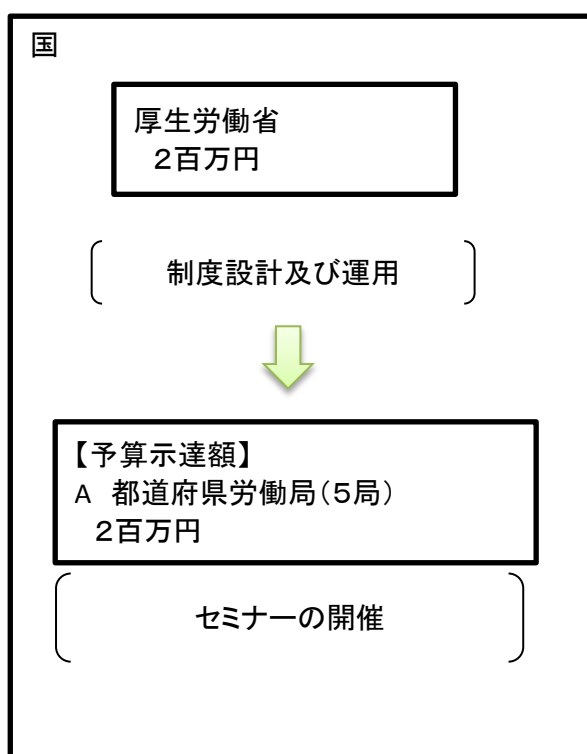 国
厚生労働省
２百万円
制度設計及び運用
【予算示達額】
A　都道府県労働局（５局）
２百万円
セミナーの開催